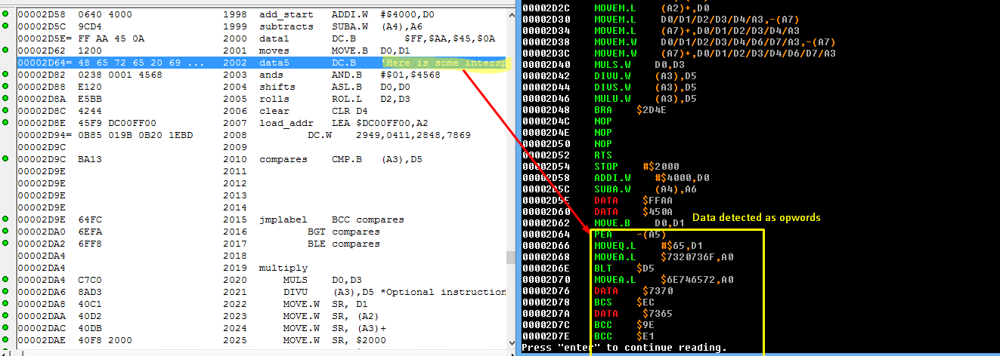 00002D58 0640 4000 1998 add_start ADDI.W #$4000,D0
00002D5C 9CD4 1999 subtracts SUBA.W (A4),A6
00002D5E= FF AA 45 0A 2000 data1 DC.B $FF,$AA,$45,$0A
00002D62 1200 2001 moves MOVE.B D0,D1
00002D64= 48 65 72 65 20 69 ... 2002 data5 DC.B 'Here is some intersp
00002D82 0238 0001 4568 2003 ands AND.B #$01,$4568
00002D88 E120 2004 shifts ASL.B D0,D0
00002D8A E5BB 2005 rolls ROL.L D2,D3
00002D8C 4244 2006 clear CLR D4
00002D8E 45F9 DC00FF00 2007 load_addr LEA $DC00FF00,A2
00002D94= 0B85 019B 0B20 1EBD 2008 DC.W 2949,0411,2848,7869
00002D9C 2009
00002D9C BA13 2010 compares CMP.B (A3),D5
00002D9E 2011
00002D9E 2012
00002D9E 2013
00002D9E 2014
00002D9E 64FC 2015 jmplabel BCC compares
00002DA0 6EFA 2016 BGT compares
00002DA2 6FF8 2017 BLE compares
00002DA4 2018
00002DA4 2019 multiply
00002DA4 C7C0 2020 MULS D0,D3
00002DA6 8AD3 2021 DIVU (A3),D5 *Optional instruction
00002DA8 40C1 2022 MOVE.W SR, D1
00002DAA 40D2 2023 MOVE.W SR, (A2)
00002DAC 40DB 2024 MOVE.W SR, (A3)+
00002DAE 40F8 2000 2025 MOVE.W SR, $2000
00002D2C MOVEM.L (A2)+,D0
00002D30 MOVEM.L D0/D1/D2/D3/D4/A3,-(A7)
00002D34 MOVEM.L (A7)+,D0/D1/D2/D3/D4/A3
00002D38 MOVEM.W D0/D1/D2/D3/D4/D6/D7/A3,-(A7)
00002D3C MOVEM.W (A7)+,D0/D1/D2/D3/D4/D6/D7/A3
00002D40 MULS.W D0,D3
00002D42 DIVU.W (A3),D5
00002D44 DIVS.W (A3),D5
00002D46 MULU.W (A3),D5
00002D48 BRA $2D4E
00002D4C NOP
00002D4E NOP
00002D50 NOP
00002D52 RTS
00002D54 STOP #$2000
00002D58 ADDI.W #$4000,D0
00002D5C SUBA.W (A4),A6
00002D5E DATA $FFAA
00002D60 DATA $450A
00002D62 MOVE.B D0,D1
00002D64 PEA -(A5)
00002D66 MOVEQ.L #$65,D1
00002D68 MOVEA.L $7320736F,A0
00002D6E BLT $D5
00002D70 MOVEA.L $6E746572,A0
00002D76 DATA $7370
00002D78 BCS $EC
00002D7A DATA $7365
00002D7C BCC $9E
00002D7E BCC $E1
Data detected as opwords
Press "enter" to continue reading.